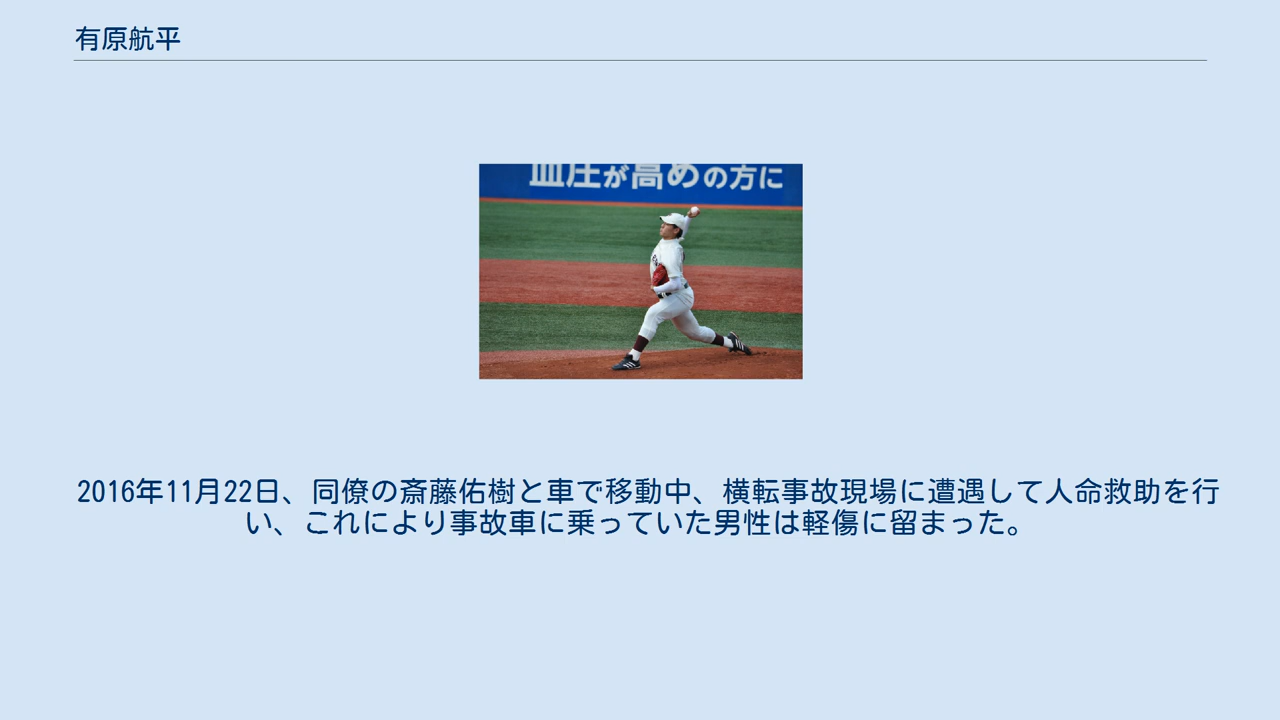 有原航平
血圧が高めの方に
2016年11月22日、同僚の斎藤佑樹と車で移動中、横転事故現場に遭遇して人命救助を行
い、これにより事故車に乗っていた男性は軽傷に留まった。